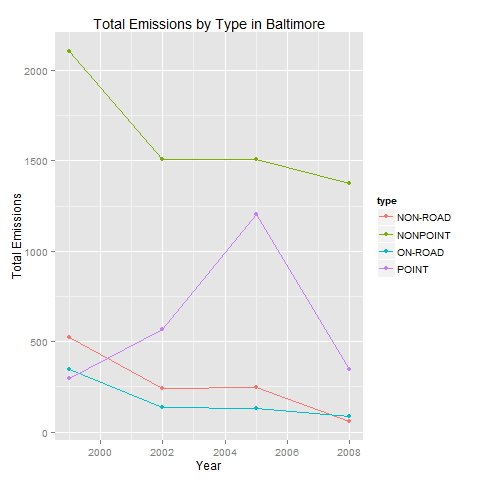 Total Emissions by Type in Baltimore
Total Emissions
2000
1500
1000
500
0
2000
2002
2004
2006
2008
Year
type
NON-ROAD
NONPOINT
ON-ROAD
POINT